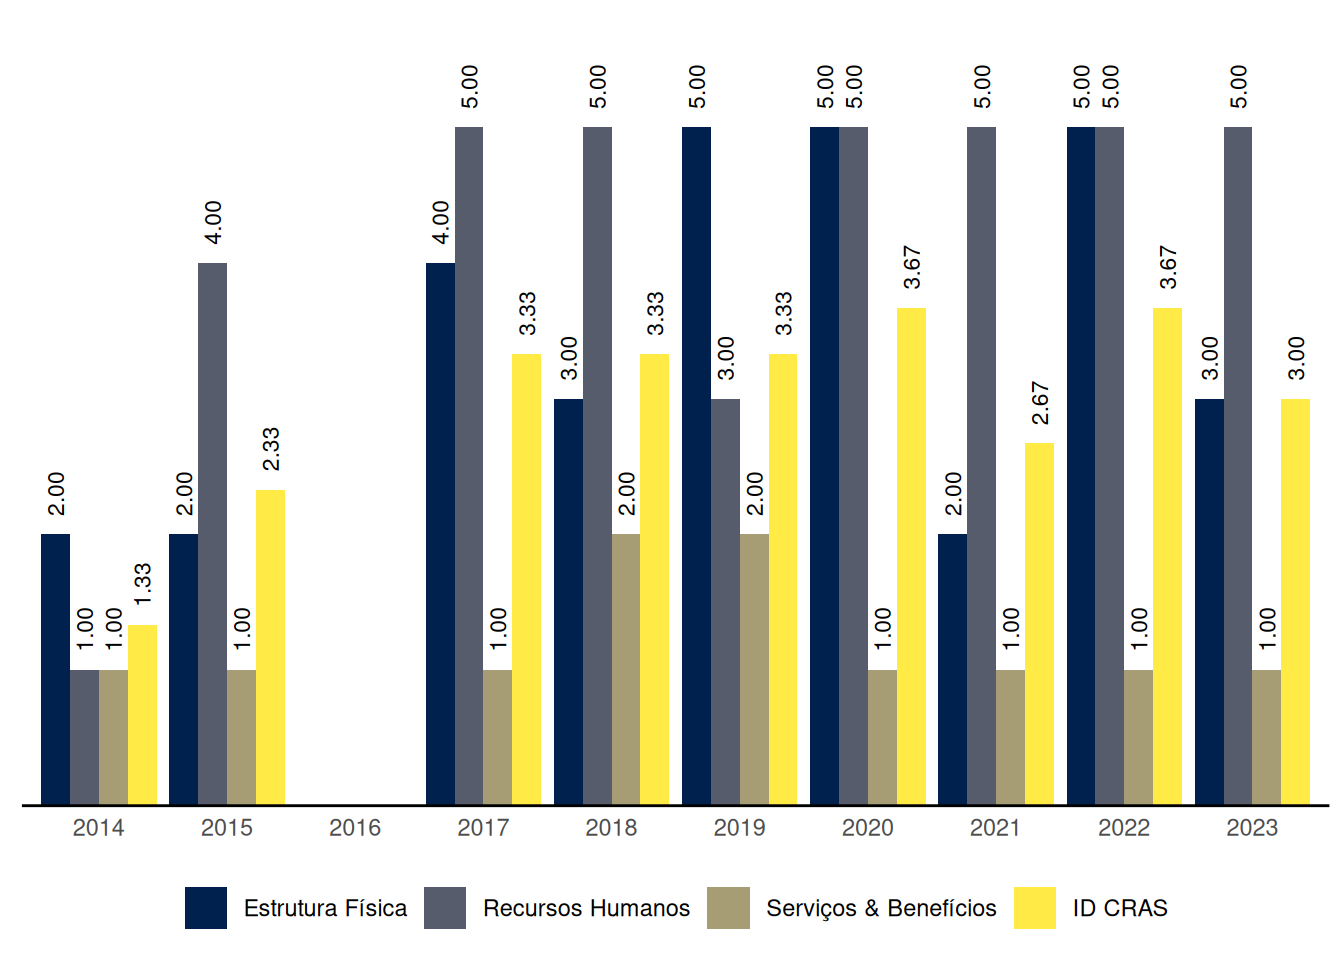 5.00 5.00 5.00 5.00 5.00 5.00 5.00 5.00 5.00
4.00 4.00
3.67 3.67
3.33 3.33 3.33
3.00 3.00 3.00 3.00
2.67
2.33
2.00 2.00 2.00 2.00 2.00
1.33
1.00 1.00 1.00 1.00 1.00 1.00 1.00 1.00
2014 2015 2016 2017 2018 2019 2020 2021 2022 2023
Estrutura Física Recursos Humanos Serviços & Benefícios ID CRAS